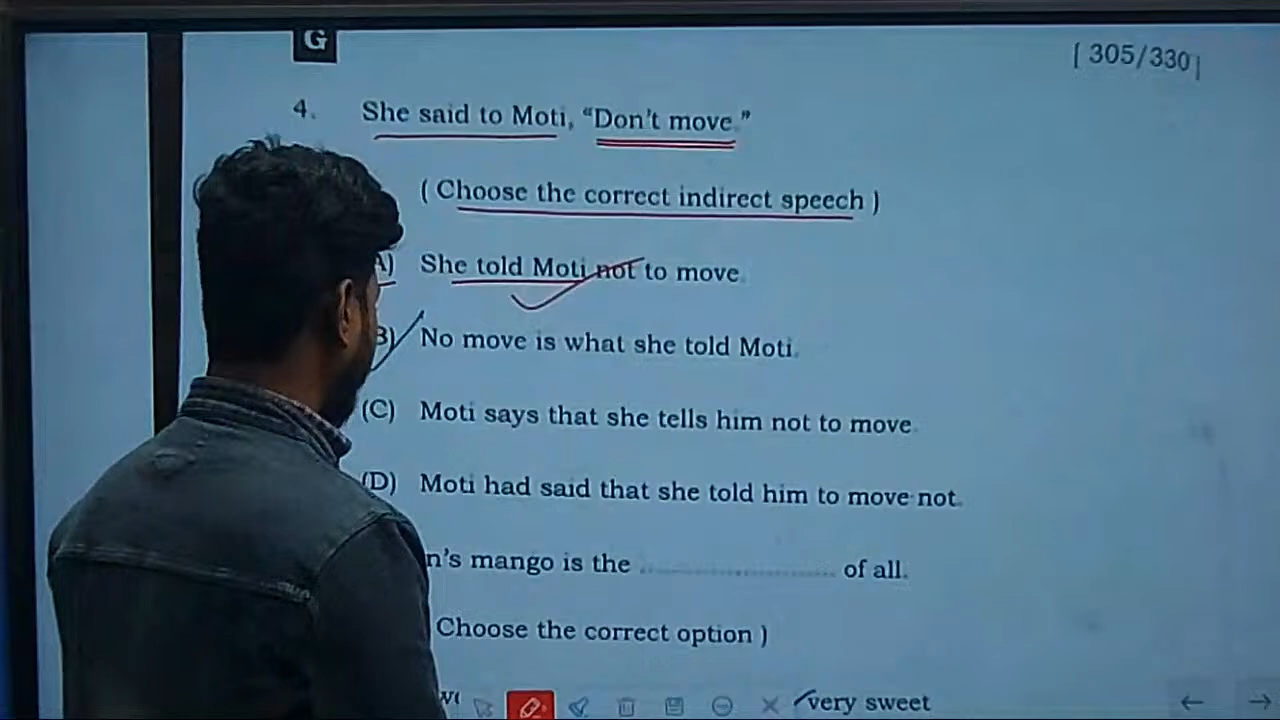 G
[ 305/330 ]
4. She said to Moti, “Don’t move.”
( Choose the correct indirect speech )
A) She told Moti not to move.
B) No move is what she told Moti.
(C) Moti says that she tells him not to move.
(D) Moti had said that she told him to move not.
n’s mango is the .................... of all.
Choose the correct option )
very sweet